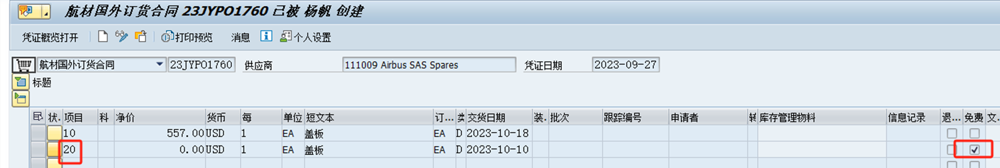 航材国外订货合同 23JYPO1760 已被 杨帆 创建
凭证概览打开 打印预览 消息 个人设置
航材国外订货合同 23JYPO1760 供应商 111009 Airbus SAS Spares 凭证日期 2023-09-27
标题
状. 项目 科 净价 货币 每 单位 短文本 订... 类 交货日期 装. 批次 跟踪编号 申请者 转 库存管理物料 信息记录 退... 免费 文.
10 557.00 USD 1 EA 盖板 EA D 2023-10-18
20 0.00 USD 1 EA 盖板 EA D 2023-10-10